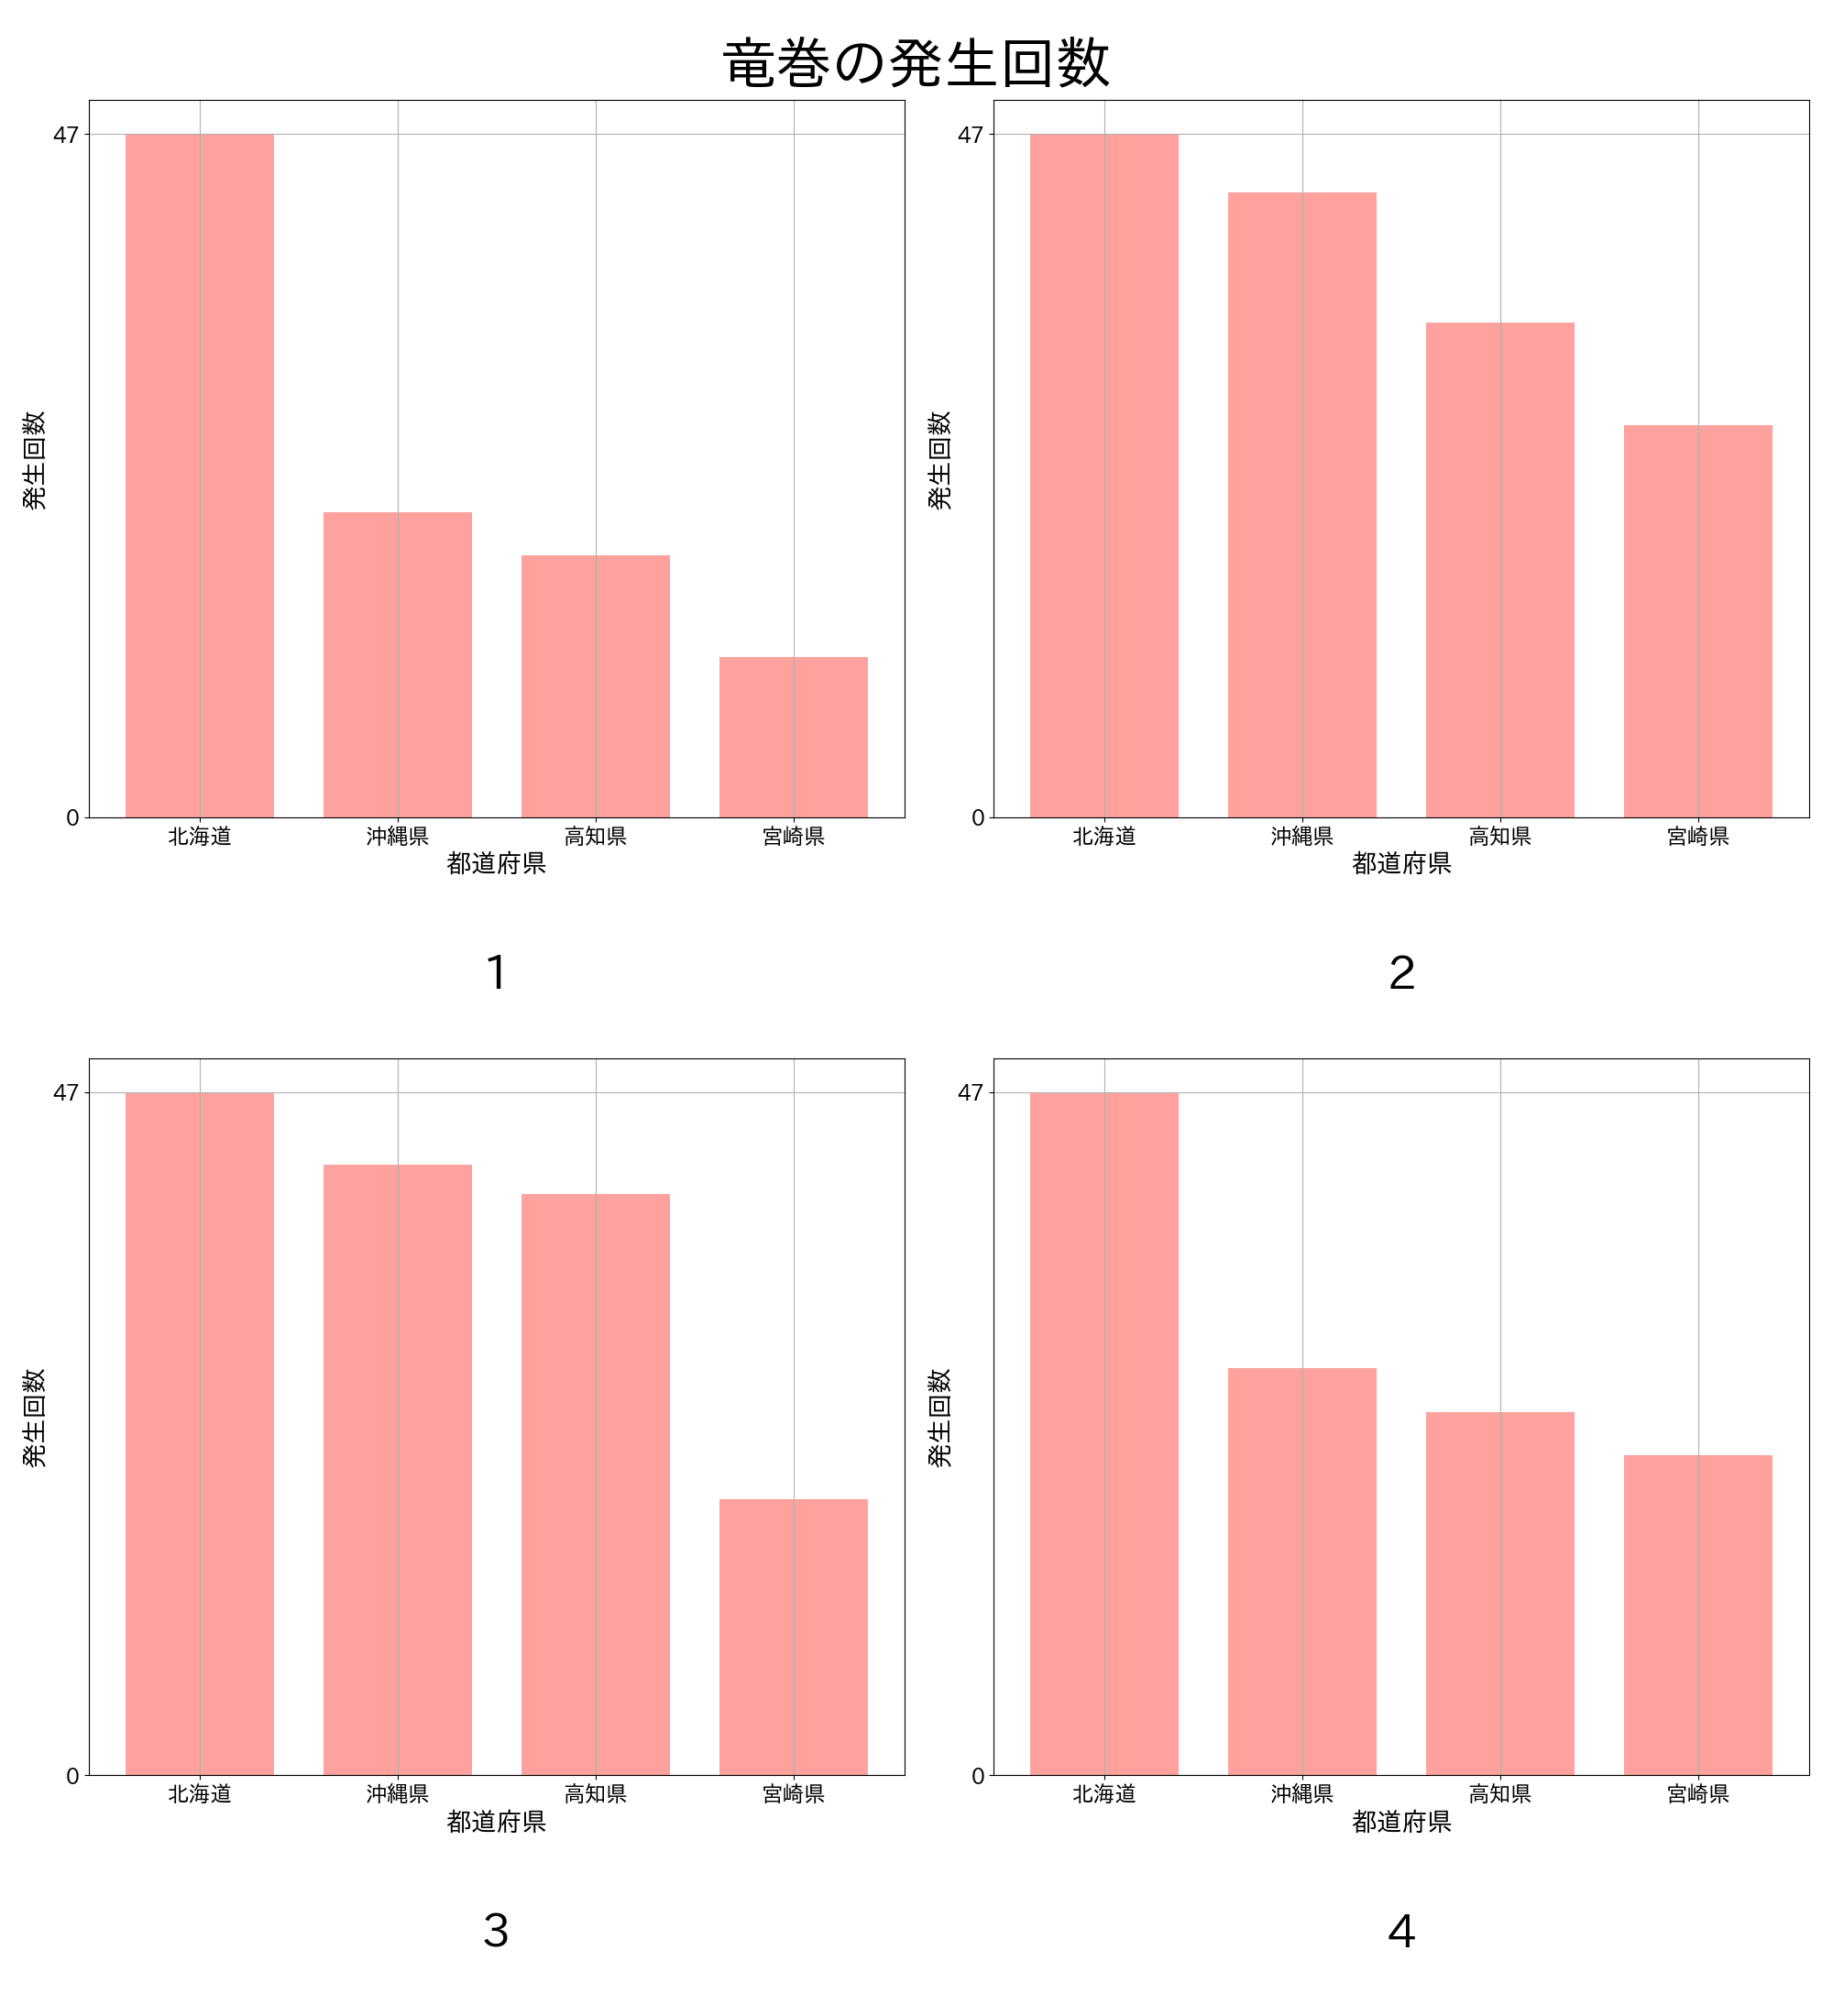 竜巻の発生回数
47
0
発生回数
北海道 沖縄県 高知県 宮崎県
都道府県
1
47
0
発生回数
北海道 沖縄県 高知県 宮崎県
都道府県
2
47
0
発生回数
北海道 沖縄県 高知県 宮崎県
都道府県
3
47
0
発生回数
北海道 沖縄県 高知県 宮崎県
都道府県
4